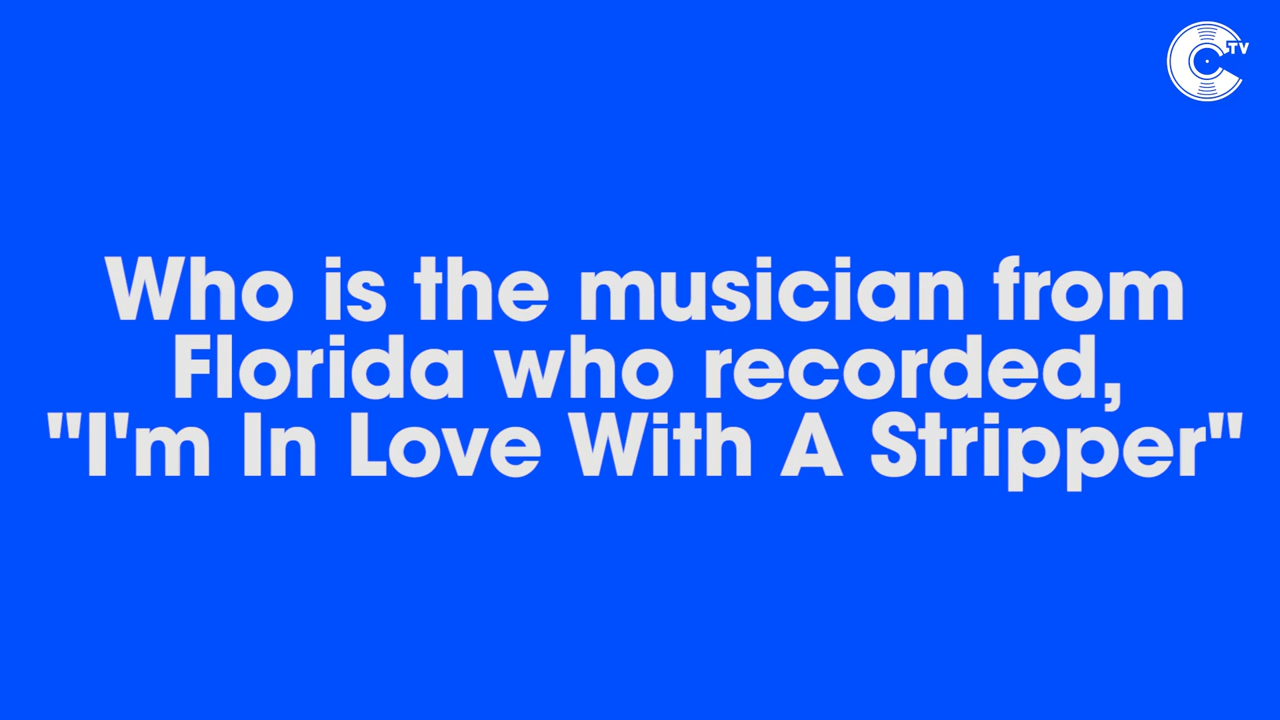 TV
Who is the musician from
Florida who recorded,
"I'm In Love With A Stripper"